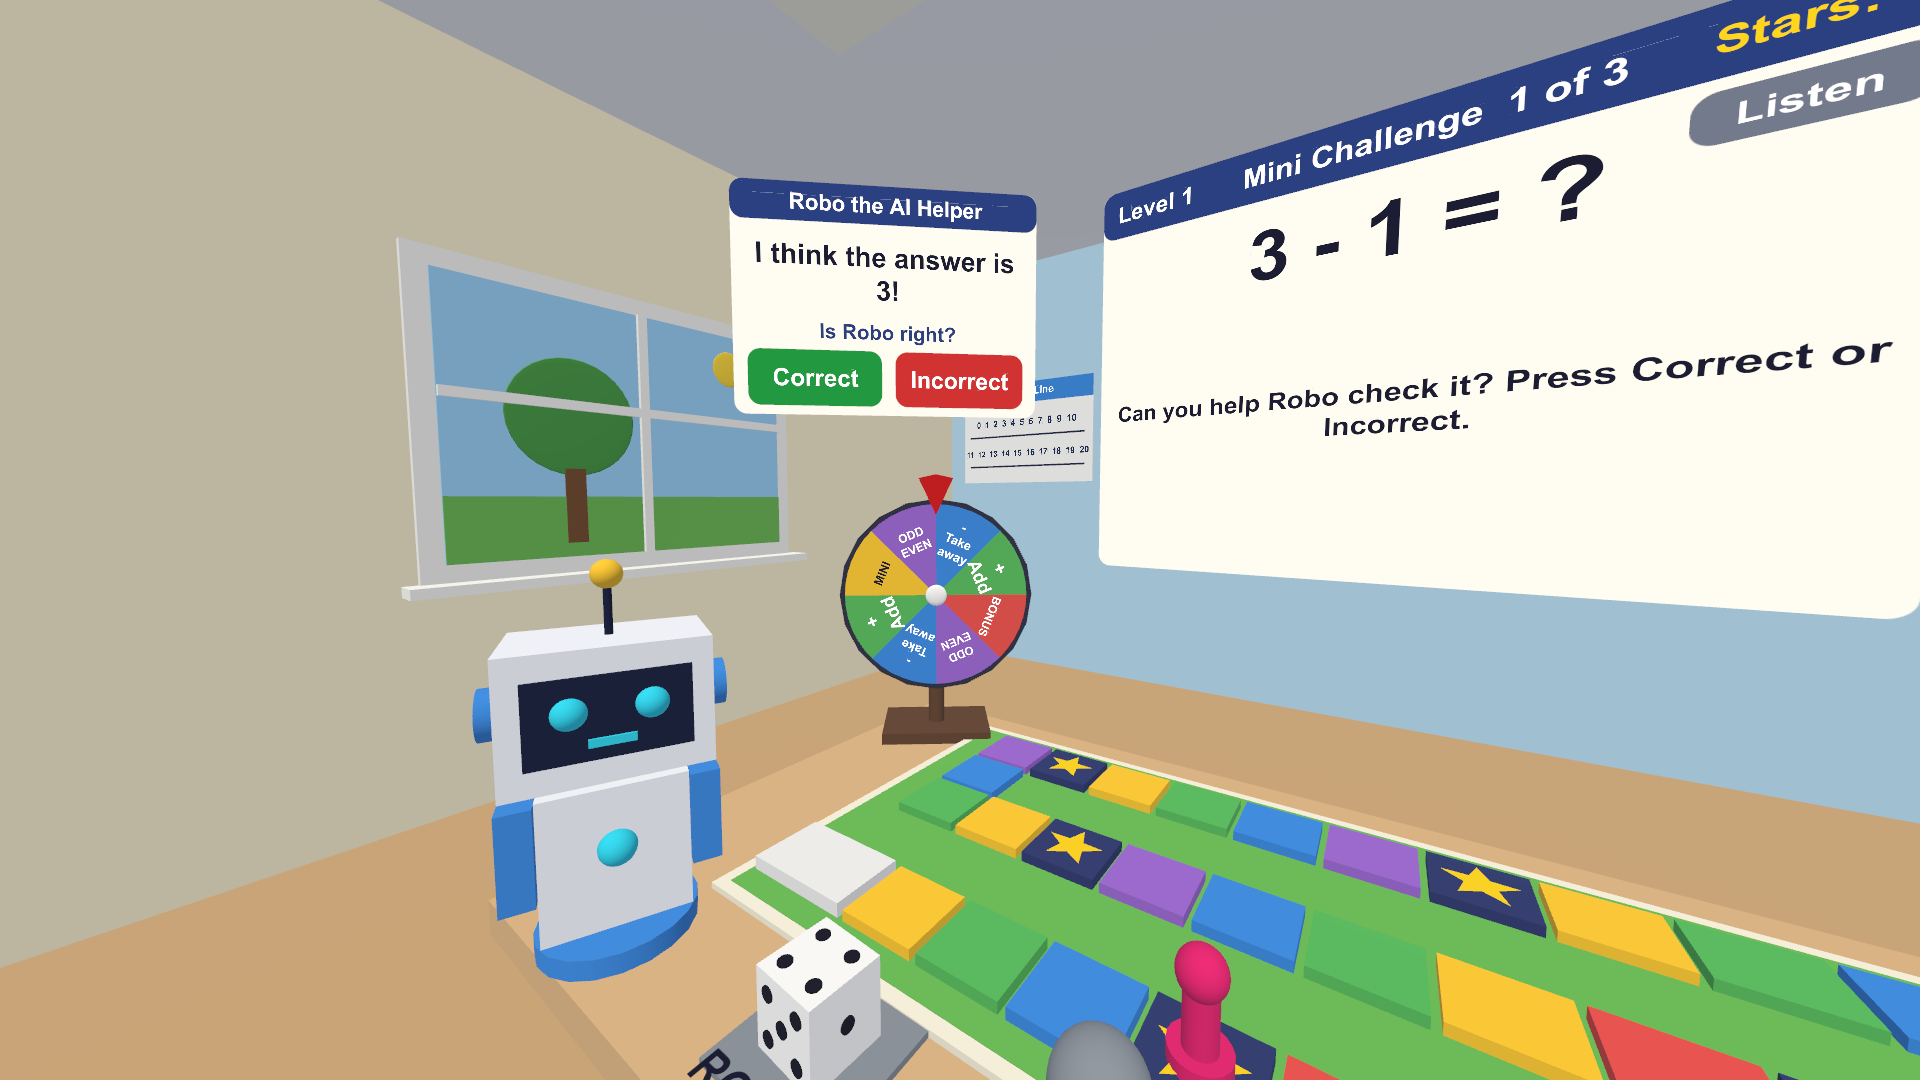 Stars:
Level 1 Mini Challenge 1 of 3
Listen
3 - 1 = ?
Can you help Robo check it? Press Correct or
Incorrect.
Robo the AI Helper
I think the answer is
3!
Is Robo right?
Correct Incorrect
Line
0 1 2 3 4 5 6 7 8 9 10
11 12 13 14 15 16 17 18 19 20
ODD
EVEN
-
Take
away
+
Add
BONUS
ODD
EVEN
-
Take
away
+
Add
MINI